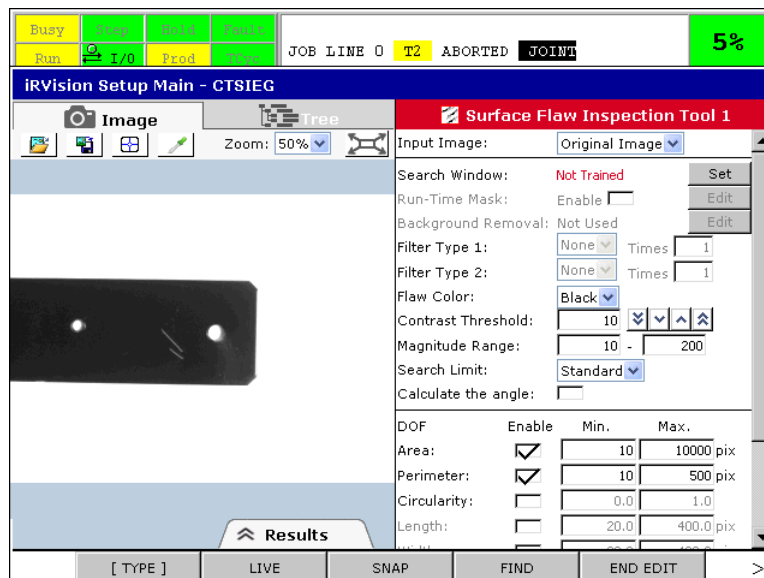 Busy Step Hold Fault
Run I/O Prod TCyc
JOB LINE 0 T2 ABORTED JOINT
5%
iRVision Setup Main - CTSIEG
Image Tree
Zoom: 50%
Surface Flaw Inspection Tool 1
Input Image: Original Image
Search Window: Not Trained Set
Run-Time Mask: Enable Edit
Background Removal: Not Used Edit
Filter Type 1: None Times 1
Filter Type 2: None Times 1
Flaw Color: Black
Contrast Threshold: 10
Magnitude Range: 10 - 200
Search Limit: Standard
Calculate the angle:
DOF Enable Min. Max.
Area: 10 10000 pix
Perimeter: 10 500 pix
Circularity: 0.0 1.0
Length: 20.0 400.0 pix
Results
[ TYPE ] LIVE SNAP FIND END EDIT >